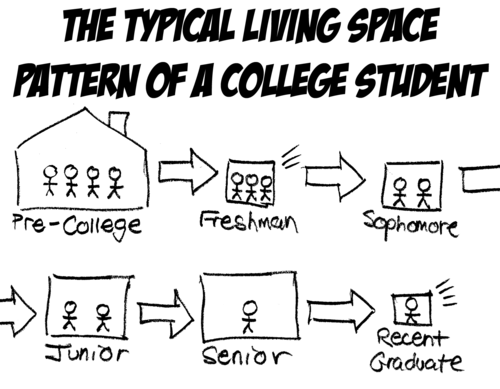 THE TYPICAL LIVING SPACE
PATTERN OF A COLLEGE STUDENT
Pre-College
Freshman
Sophomore
Junior
Senior
Recent
Graduate